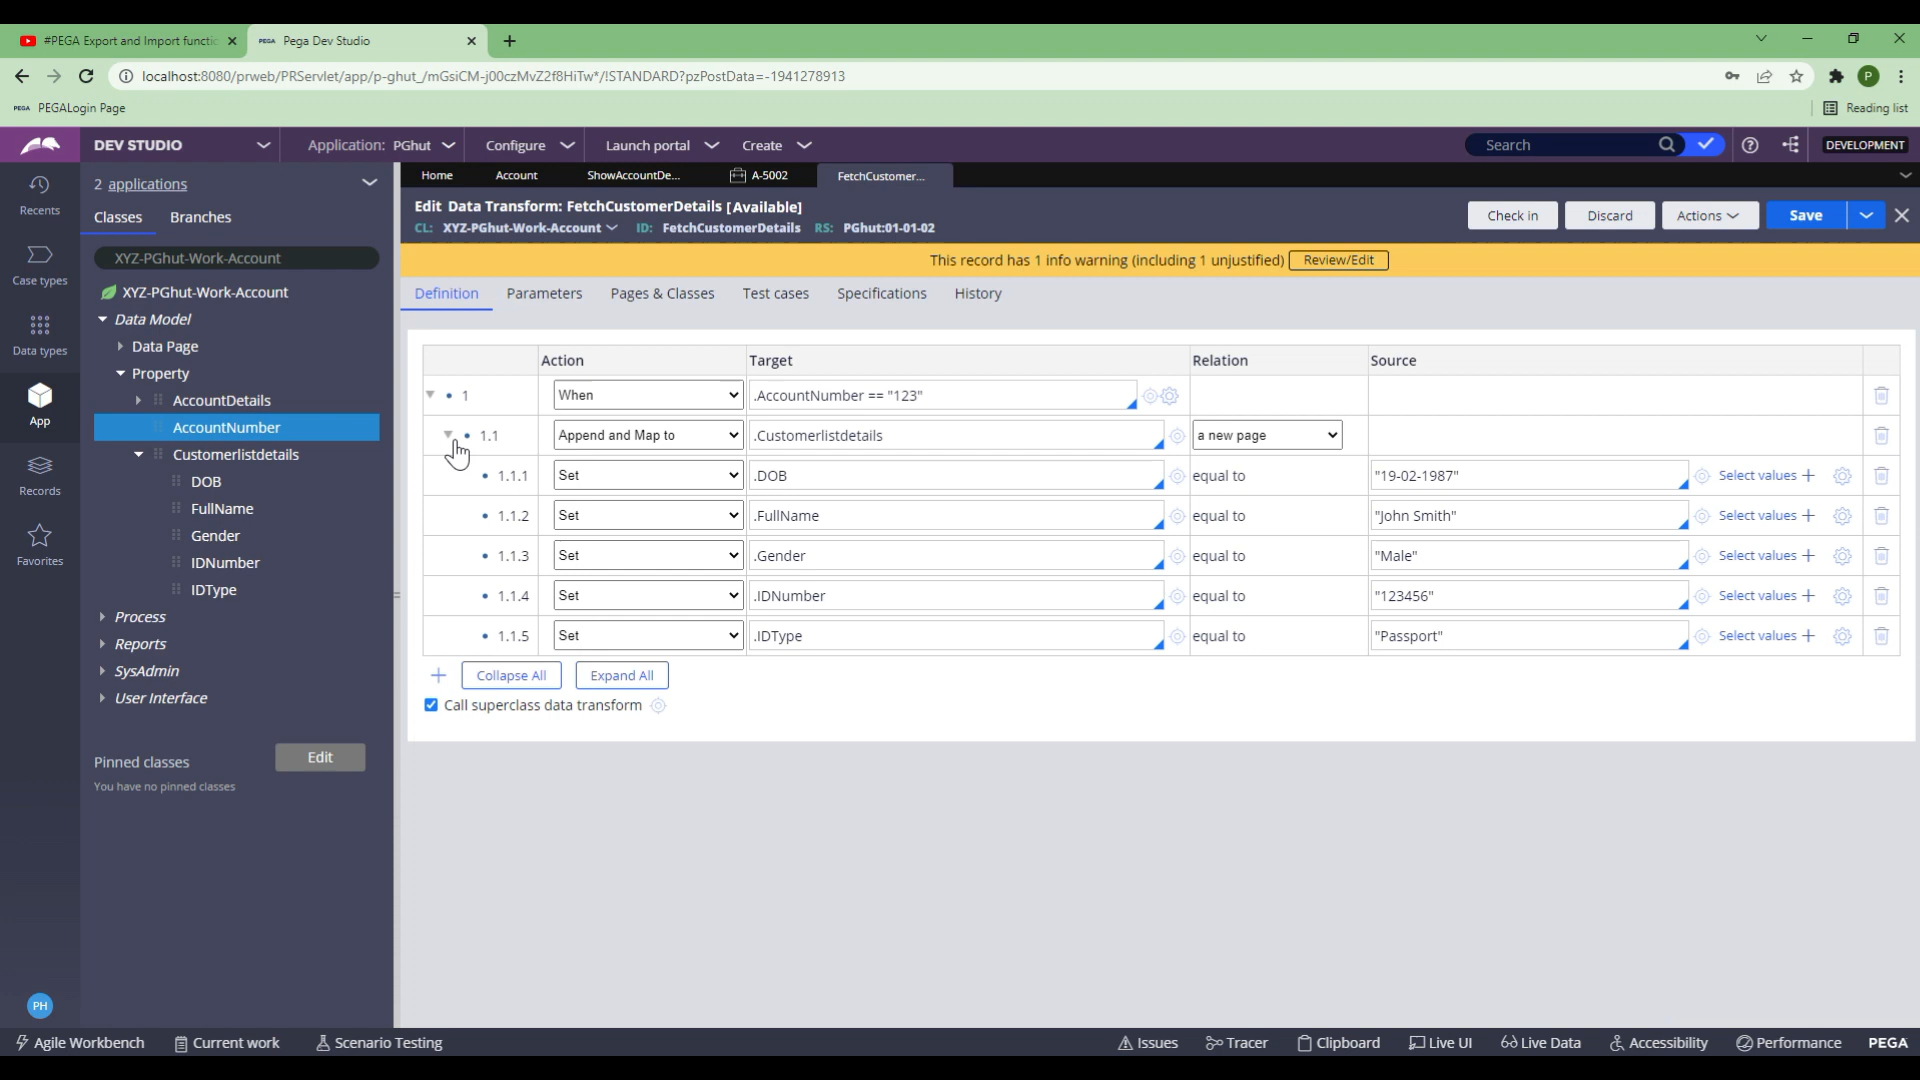 #PEGA Export and Import functio
PEGA Pega Dev Studio
localhost:8080/prweb/PRServlet/app/p-ghut_/mGsiCM-j00czMvZ2f8HiTw*/!STANDARD?pzPostData=-1941278913
P
PEGA PEGALogin Page
Reading list
DEV STUDIO
Application: PGhut
Configure
Launch portal
Create
Search
DEVELOPMENT
Recents
Case types
Data types
App
Records
Favorites
PH
2 applications
Classes Branches
XYZ-PGhut-Work-Account
XYZ-PGhut-Work-Account
Data Model
Data Page
Property
AccountDetails
AccountNumber
Customerlistdetails
DOB
FullName
Gender
IDNumber
IDType
Process
Reports
SysAdmin
User Interface
Pinned classes
Edit
You have no pinned classes
Home Account ShowAccountDe... A-5002 FetchCustomer...
Edit Data Transform: FetchCustomerDetails [Available]
CL: XYZ-PGhut-Work-Account ID: FetchCustomerDetails RS: PGhut:01-01-02
Check in Discard Actions Save
This record has 1 info warning (including 1 unjustified) Review/Edit
Definition Parameters Pages & Classes Test cases Specifications History
Action Target Relation Source
1 When .AccountNumber == "123"
1.1 Append and Map to .Customerlistdetails a new page
1.1.1 Set .DOB equal to "19-02-1987" Select values
1.1.2 Set .FullName equal to "John Smith" Select values
1.1.3 Set .Gender equal to "Male" Select values
1.1.4 Set .IDNumber equal to "123456" Select values
1.1.5 Set .IDType equal to "Passport" Select values
Collapse All Expand All
Call superclass data transform
Agile Workbench Current work Scenario Testing Issues Tracer Clipboard Live UI Live Data Accessibility Performance PEGA